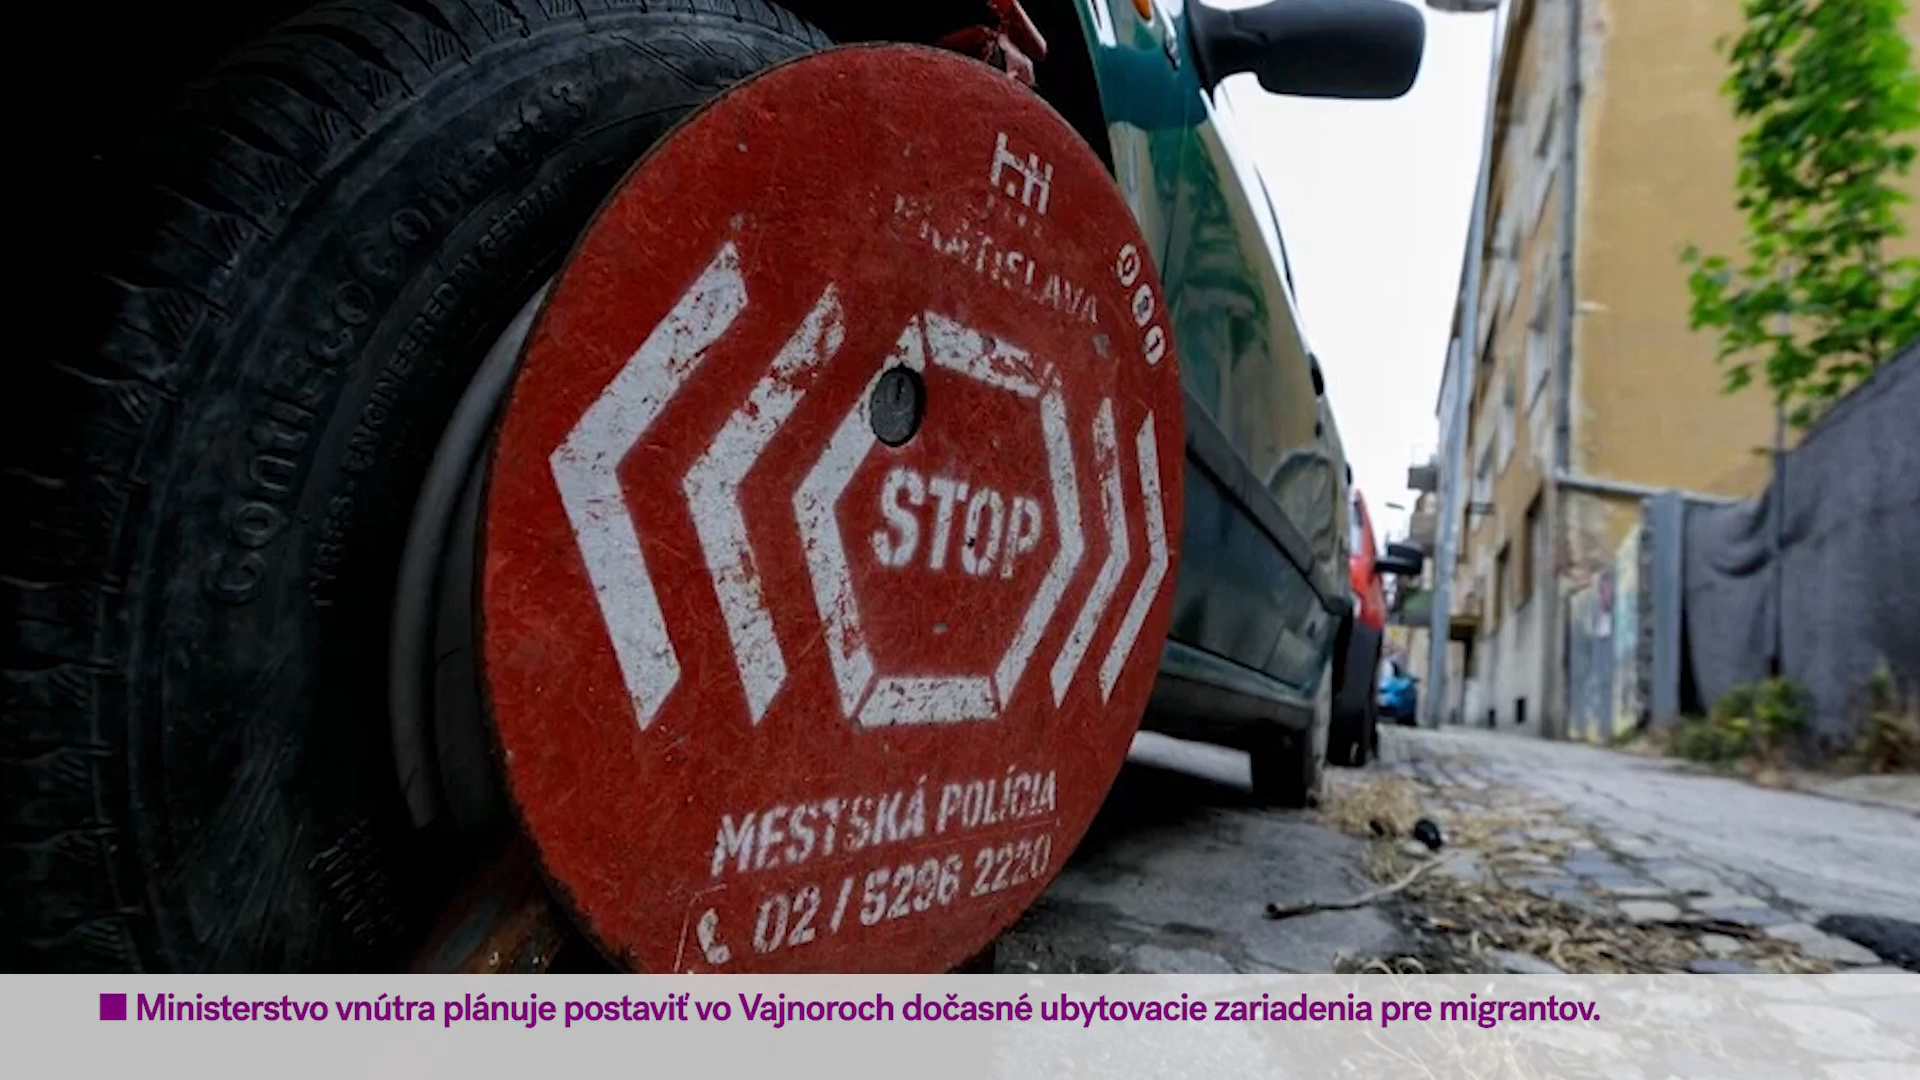 ContiEcoContact 3
TYRES - ENGINEERED IN GERMANY
BRATISLAVA
STOP
MESTSKÁ POLÍCIA
02 / 5296 2220
Ministerstvo vnútra plánuje postaviť vo Vajnoroch dočasné ubytovacie zariadenia pre migrantov.